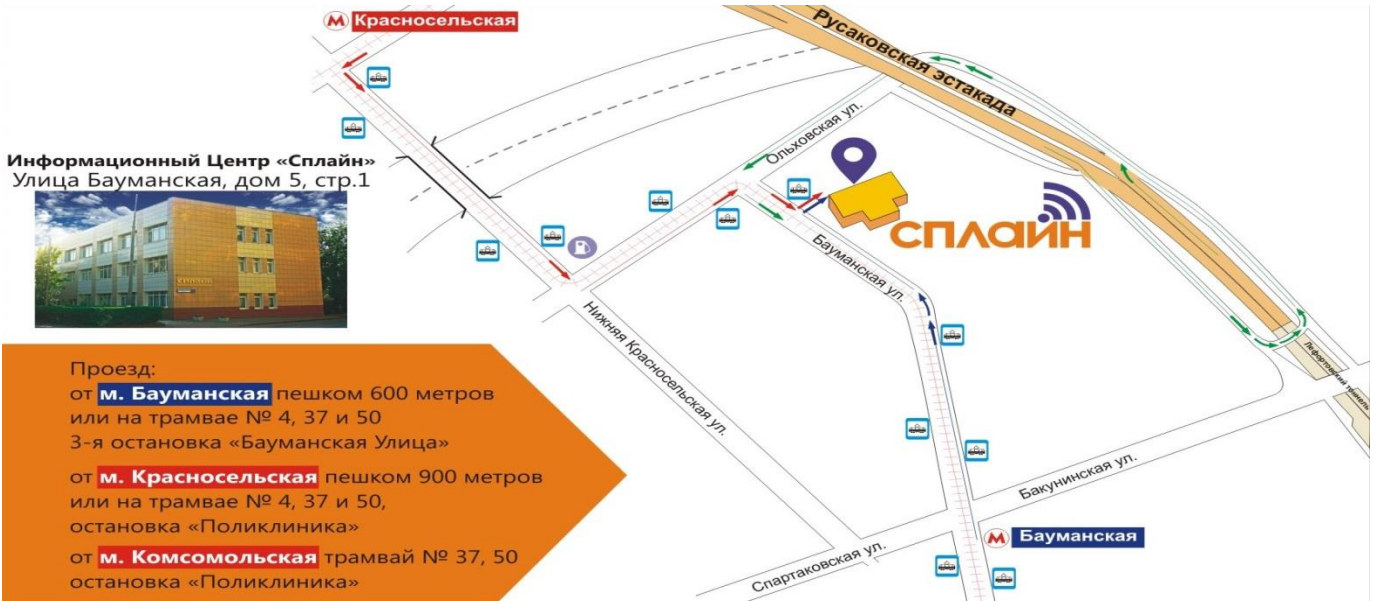 М Красносельская
Русаковская эстакада
Ольховская ул.
Информационный Центр «Сплайн»
Улица Бауманская, дом 5, стр.1
сплайн
Бауманская ул.
Нижняя Красносельская ул.
Лефортовский тоннель
Проезд:
от м. Бауманская пешком 600 метров
или на трамвае № 4, 37 и 50
3-я остановка «Бауманская Улица»
от м. Красносельская пешком 900 метров
или на трамвае № 4, 37 и 50,
остановка «Поликлиника»
от м. Комсомольская трамвай № 37, 50
остановка «Поликлиника»
Бакунинская ул.
М Бауманская
Спартаковская ул.